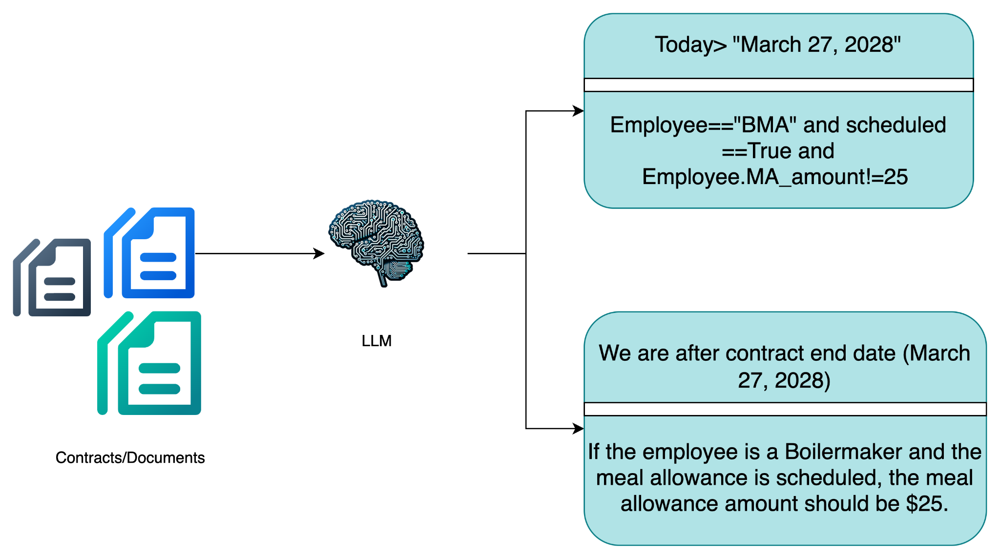 Today> "March 27, 2028"
Employee=="BMA" and scheduled
==True and
Employee.MA_amount!=25
LLM
We are after contract end date (March
27, 2028)
If the employee is a Boilermaker and the
meal allowance is scheduled, the meal
allowance amount should be $25.
Contracts/Documents